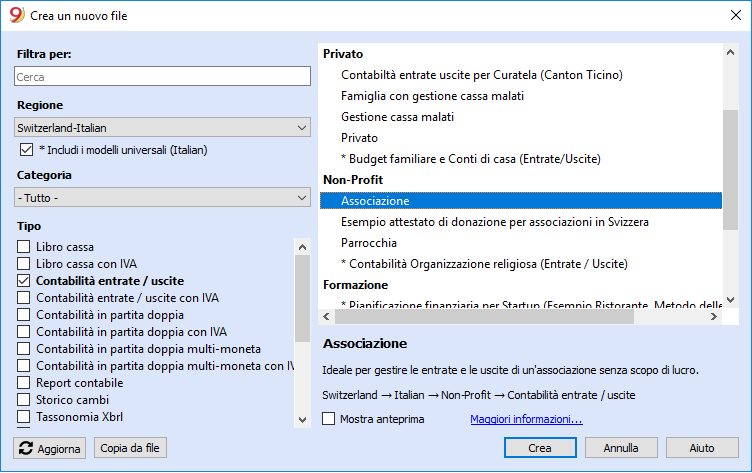 Crea un nuovo file
Filtra per:
Cerca
Regione
Switzerland-Italian
* Includi i modelli universali (Italian)
Categoria
- Tutto -
Tipo
Libro cassa
Libro cassa con IVA
Contabilità entrate / uscite
Contabilità entrate / uscite con IVA
Contabilità in partita doppia
Contabilità in partita doppia con IVA
Contabilità in partita doppia multi-moneta
Contabilità in partita doppia multi-moneta con IV
Report contabile
Storico cambi
Tassonomia Xbrl
Aggiorna
Copia da file
Privato
Contabiltà entrate uscite per Curatela (Canton Ticino)
Famiglia con gestione cassa malati
Gestione cassa malati
Privato
* Budget familiare e Conti di casa (Entrate/Uscite)
Non-Profit
Associazione
Esempio attestato di donazione per associazioni in Svizzera
Parrocchia
* Contabilità Organizzazione religiosa (Entrate / Uscite)
Formazione
* Pianificazione finanziaria per Startup (Esempio Ristorante, Metodo delle
Associazione
Ideale per gestire le entrate e le uscite di un'associazione senza scopo di lucro.
Switzerland → Italian → Non-Profit → Contabilità entrate / uscite
Mostra anteprima
Maggiori informazioni...
Crea
Annulla
Aiuto